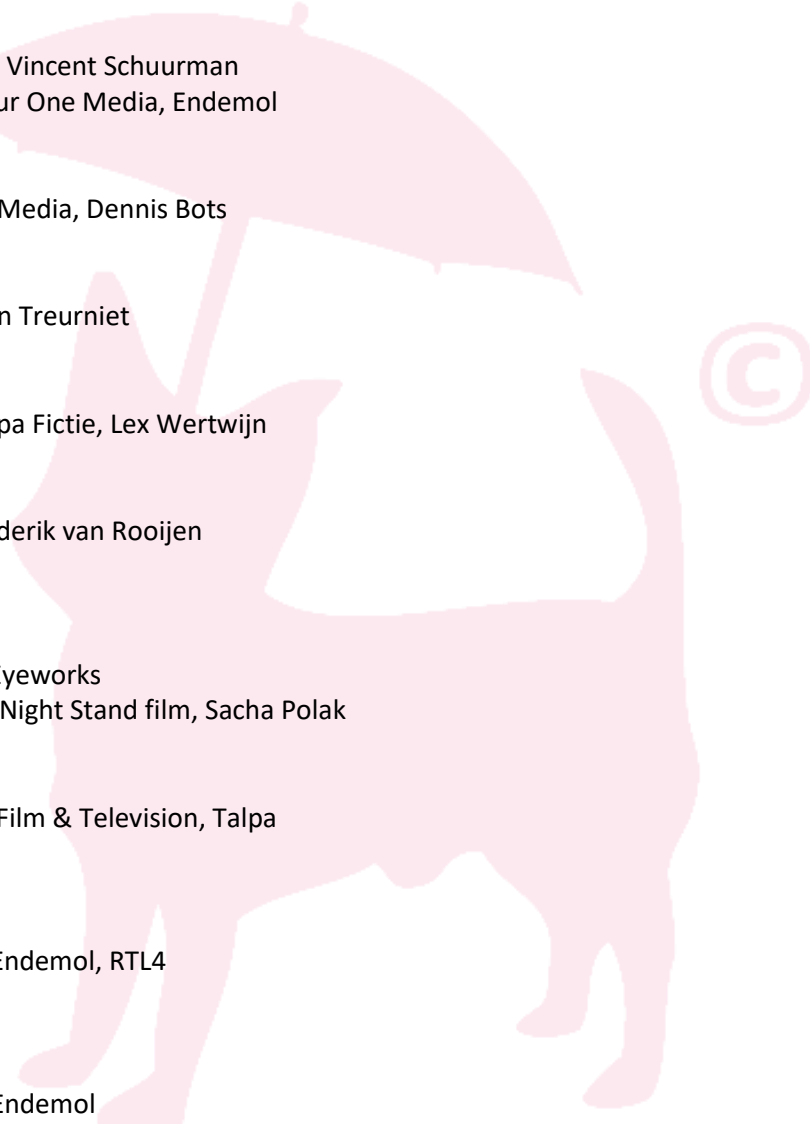 Vincent Schuurman
ur One Media, Endemol
Media, Dennis Bots
n Treurniet
pa Fictie, Lex Wertwijn
derik van Rooijen
Eyeworks
Night Stand film, Sacha Polak
Film & Television, Talpa
Endemol, RTL4
Endemol
©